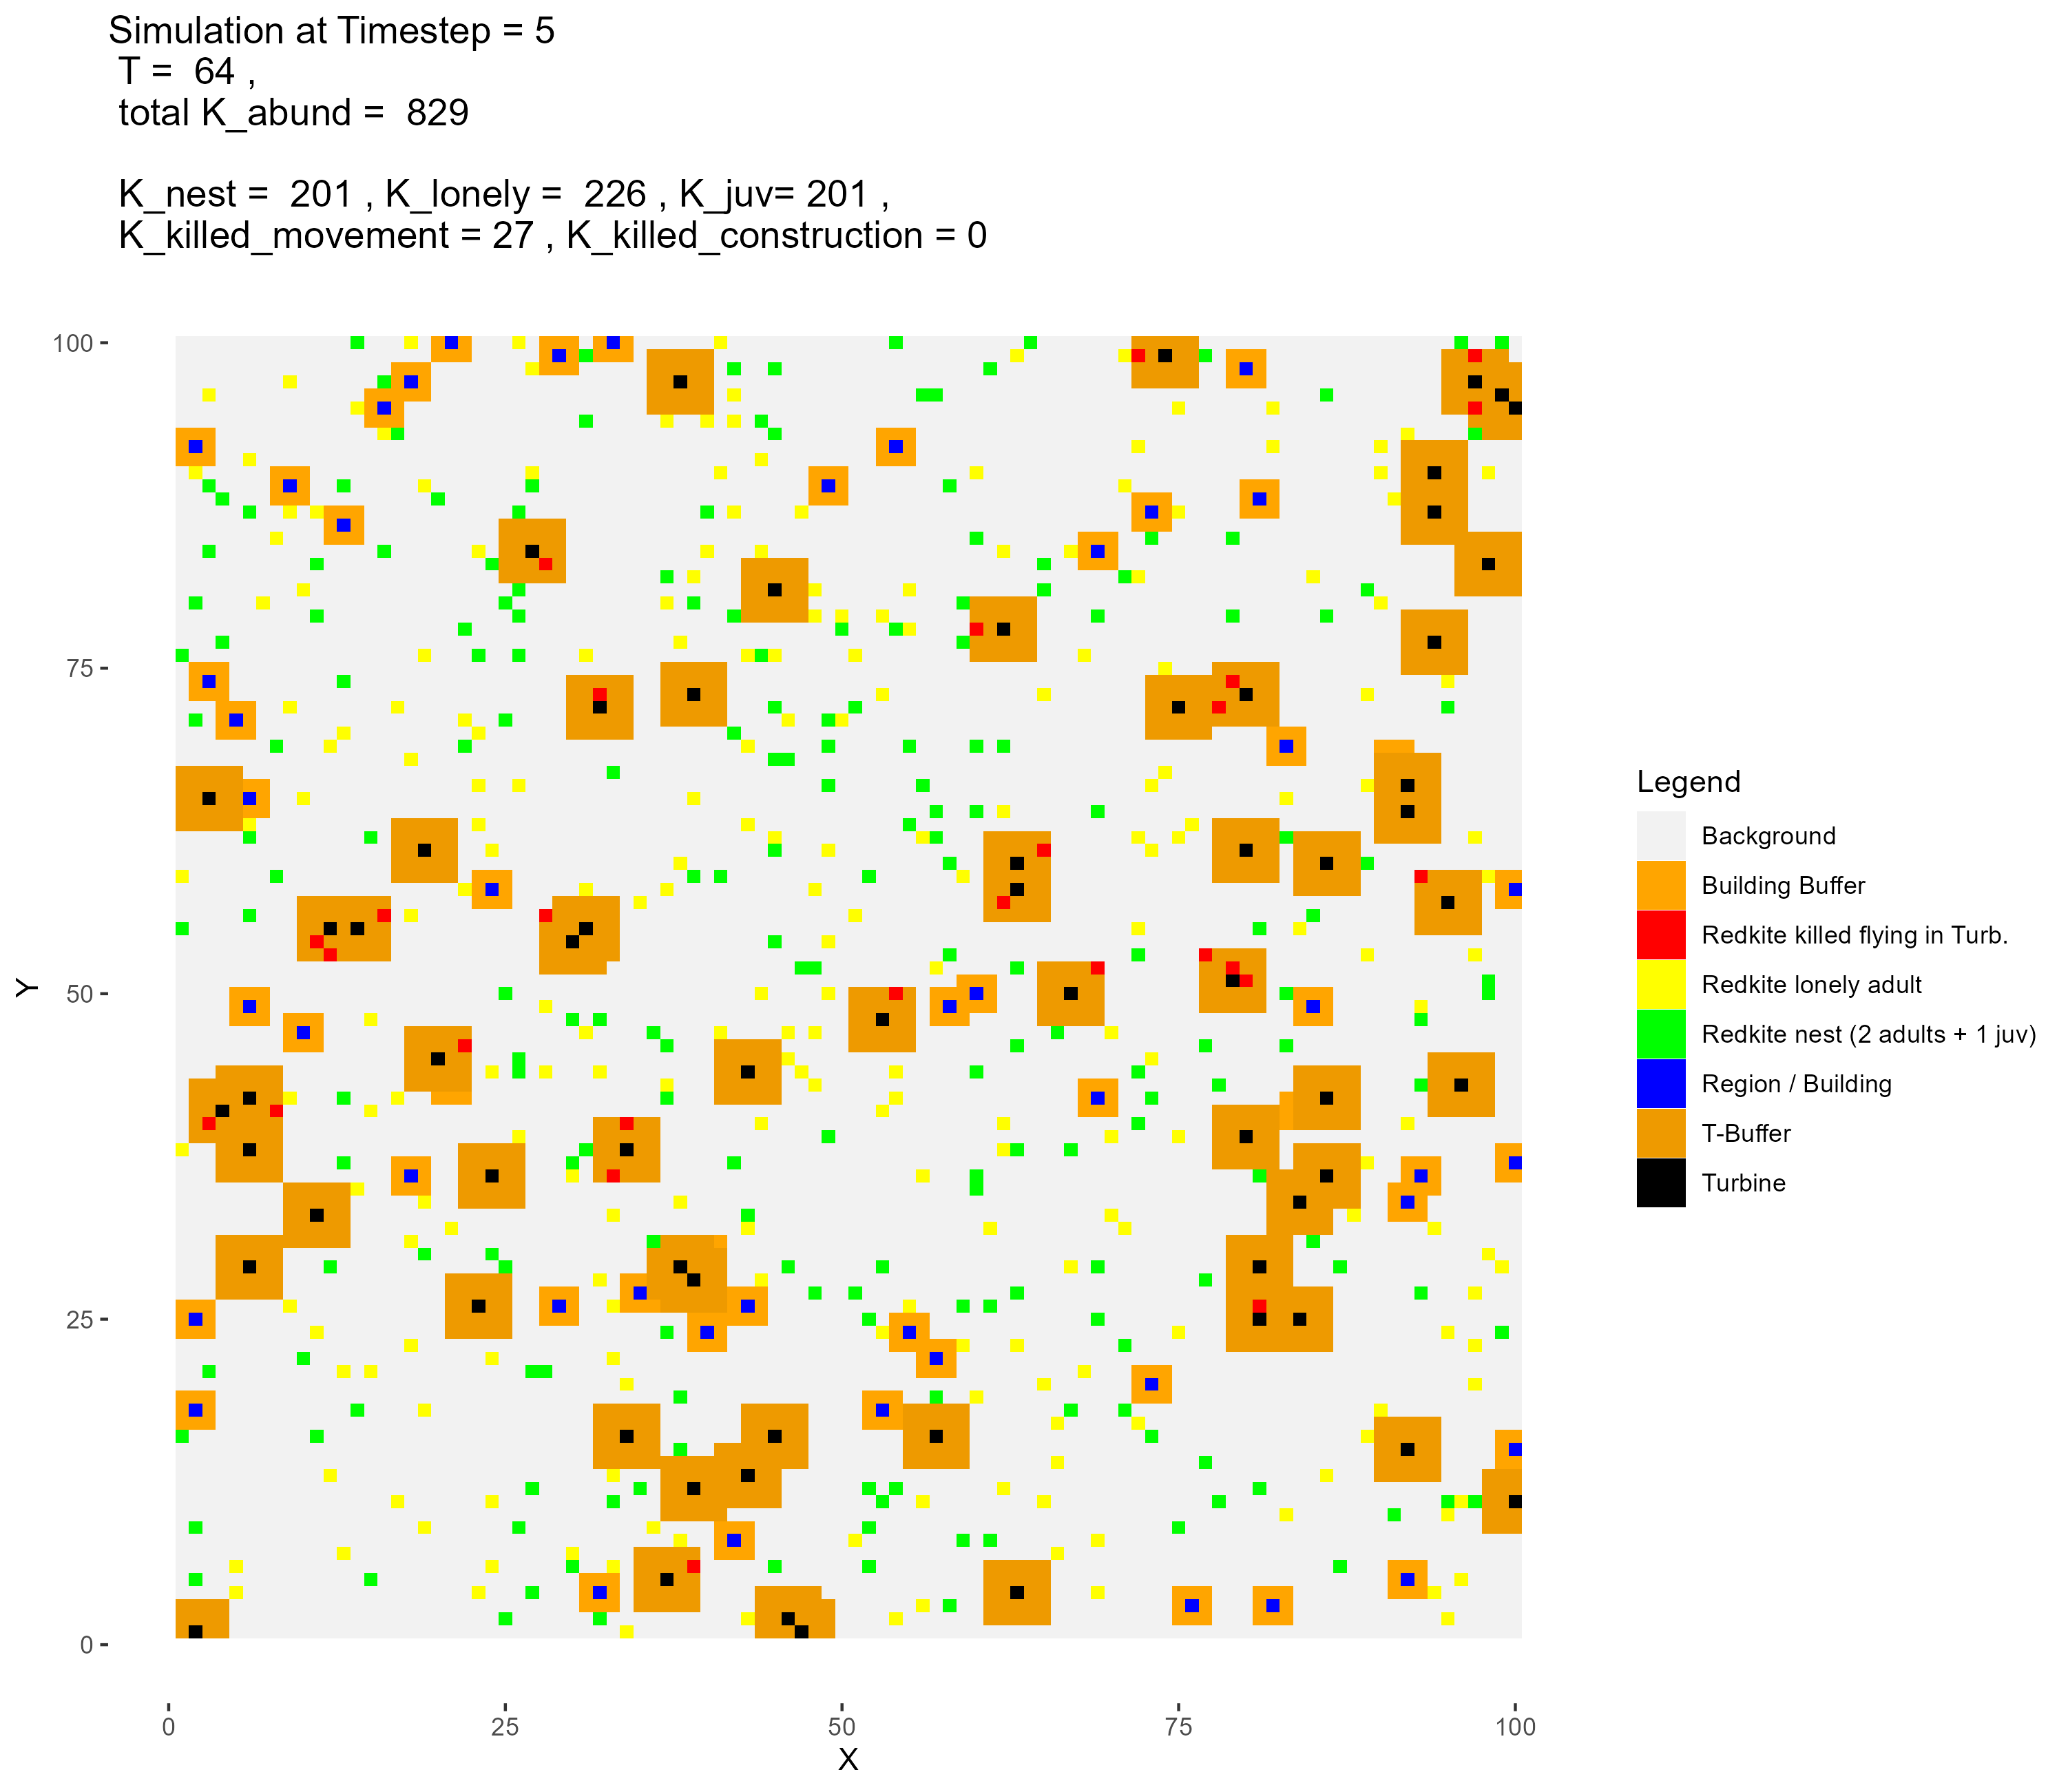 Simulation at Timestep = 5
T =  64 ,
total K_abund =  829
K_nest =  201 , K_lonely =  226 , K_juv= 201 ,
K_killed_movement = 27 , K_killed_construction = 0
100
75
50
25
0
Y
0
25
50
75
100
X
Legend
Background
Building Buffer
Redkite killed flying in Turb.
Redkite lonely adult
Redkite nest (2 adults + 1 juv)
Region / Building
T-Buffer
Turbine